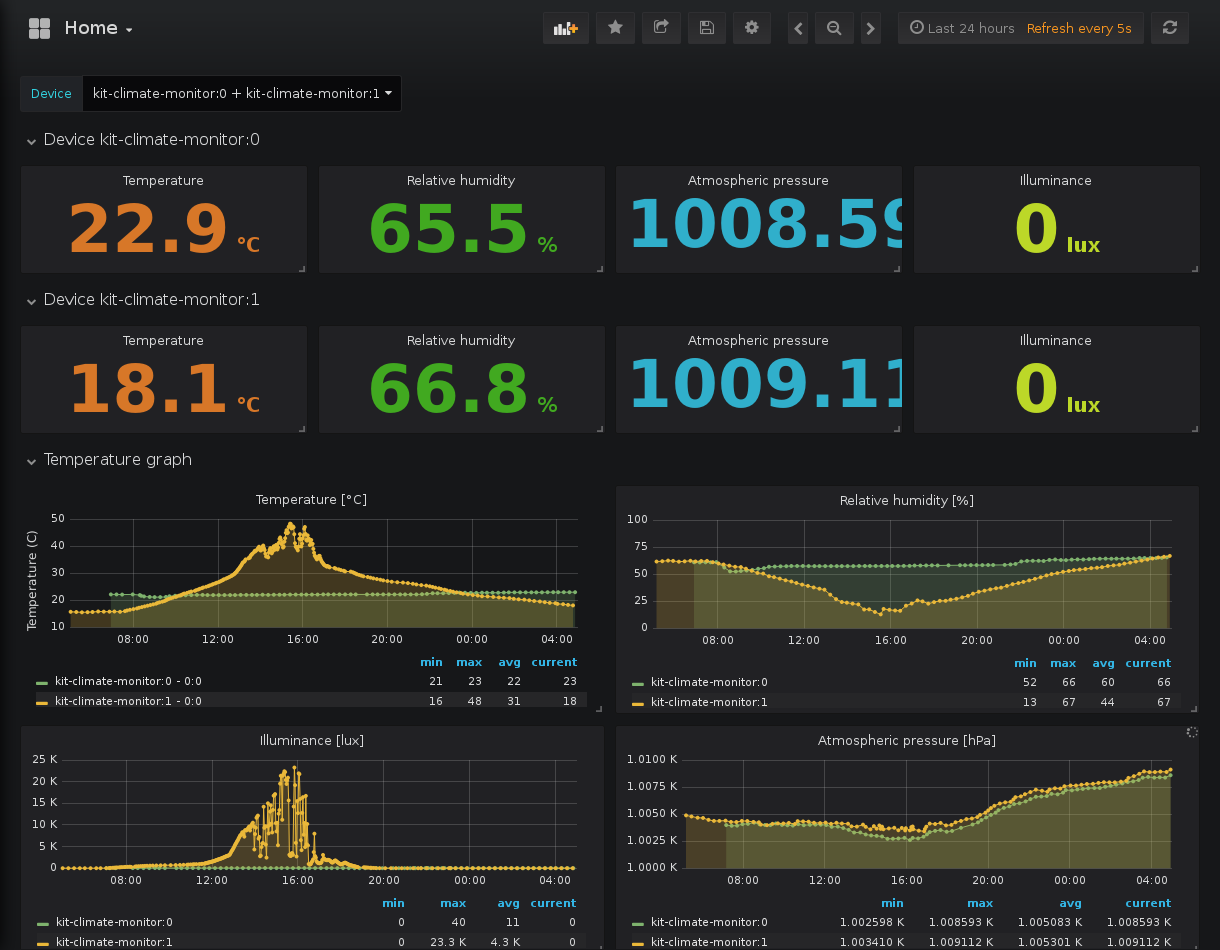 Home
Last 24 hours Refresh every 5s
Device kit-climate-monitor:0 + kit-climate-monitor:1
Device kit-climate-monitor:0
Temperature Relative humidity Atmospheric pressure Illuminance
22.9 °C 65.5 % 1008.59 0 lux
Device kit-climate-monitor:1
Temperature Relative humidity Atmospheric pressure Illuminance
18.1 °C 66.8 % 1009.11 0 lux
Temperature graph
Temperature [°C]
Temperature (C)
50
40
30
20
10
08:00 12:00 16:00 20:00 00:00 04:00
min max avg current
kit-climate-monitor:0 - 0:0 21 23 22 23
kit-climate-monitor:1 - 0:0 16 48 31 18
Relative humidity [%]
100
75
50
25
0
08:00 12:00 16:00 20:00 00:00 04:00
min max avg current
kit-climate-monitor:0 52 66 60 66
kit-climate-monitor:1 13 67 44 67
Illuminance [lux]
25 K
20 K
15 K
10 K
5 K
0
08:00 12:00 16:00 20:00 00:00 04:00
min max avg current
kit-climate-monitor:0 0 40 11 0
kit-climate-monitor:1 0 23.3 K 4.3 K 0
Atmospheric pressure [hPa]
1.0100 K
1.0075 K
1.0050 K
1.0025 K
1.0000 K
08:00 12:00 16:00 20:00 00:00 04:00
min max avg current
kit-climate-monitor:0 1.002598 K 1.008593 K 1.005083 K 1.008593 K
kit-climate-monitor:1 1.003410 K 1.009112 K 1.005301 K 1.009112 K